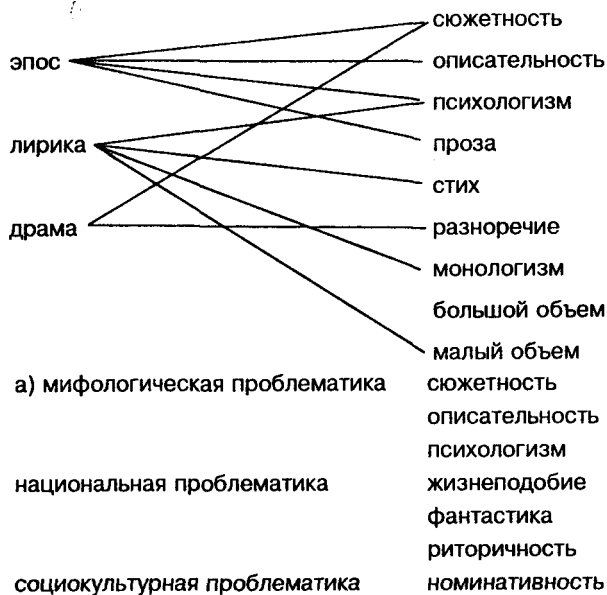 сюжетность
эпос описательность
психологизм
лирика проза
стих
драма разноречие
монологизм
большой объем
малый объем
а) мифологическая проблематика сюжетность
описательность
психологизм
национальная проблематика жизнеподобие
фантастика
риторичность
социокультурная проблематика номинативность